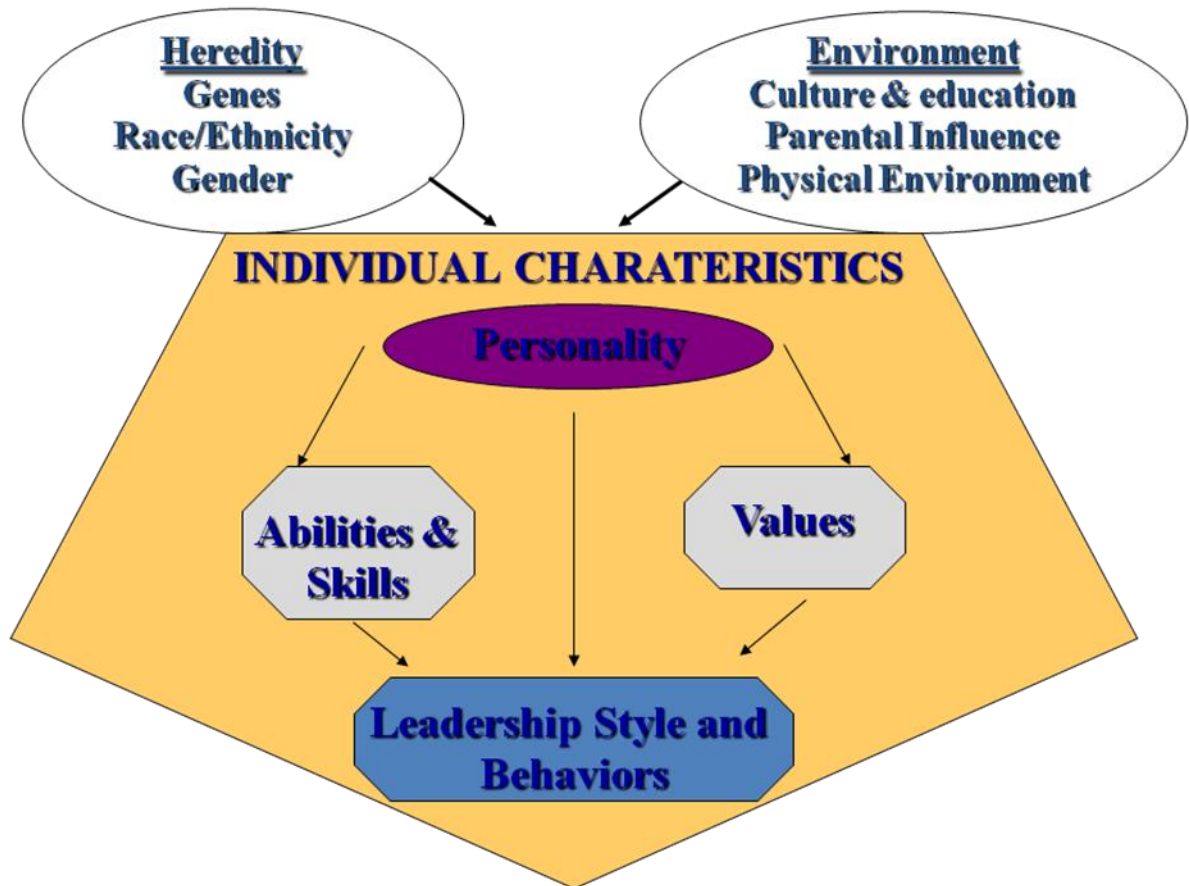 Heredity
Genes
Race/Ethnicity
Gender
Environment
Culture & education
Parental Influence
Physical Environment
INDIVIDUAL CHARATERISTICS
Personality
Abilities &
Skills
Values
Leadership Style and
Behaviors